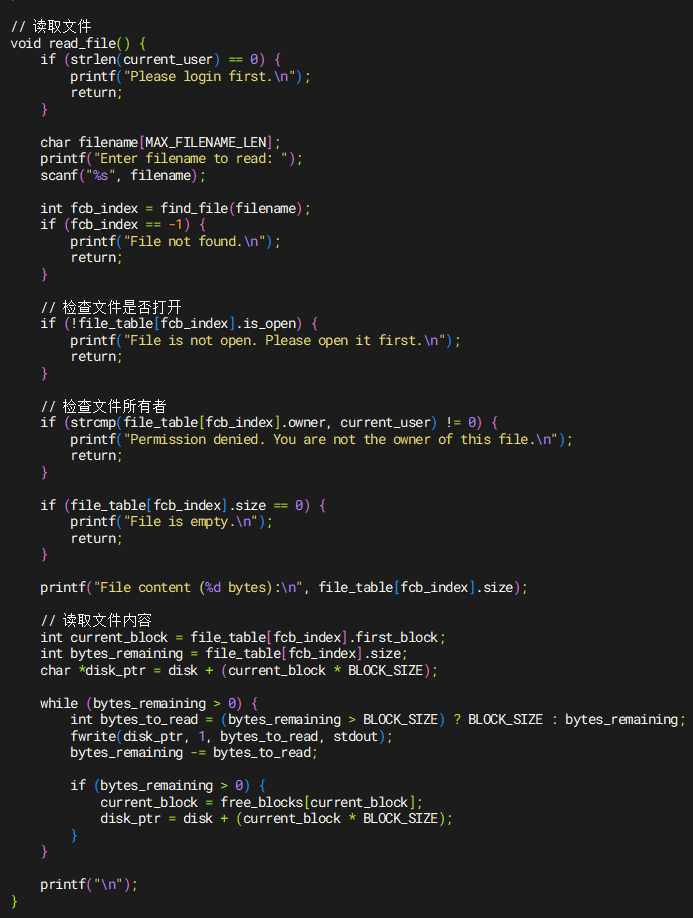 // 读取文件
void read_file() {
    if (strlen(current_user) == 0) {
        printf("Please login first.\n");
        return;
    }

    char filename[MAX_FILENAME_LEN];
    printf("Enter filename to read: ");
    scanf("%s", filename);

    int fcb_index = find_file(filename);
    if (fcb_index == -1) {
        printf("File not found.\n");
        return;
    }

    // 检查文件是否打开
    if (!file_table[fcb_index].is_open) {
        printf("File is not open. Please open it first.\n");
        return;
    }

    // 检查文件所有者
    if (strcmp(file_table[fcb_index].owner, current_user) != 0) {
        printf("Permission denied. You are not the owner of this file.\n");
        return;
    }

    if (file_table[fcb_index].size == 0) {
        printf("File is empty.\n");
        return;
    }

    printf("File content (%d bytes):\n", file_table[fcb_index].size);

    // 读取文件内容
    int current_block = file_table[fcb_index].first_block;
    int bytes_remaining = file_table[fcb_index].size;
    char *disk_ptr = disk + (current_block * BLOCK_SIZE);

    while (bytes_remaining > 0) {
        int bytes_to_read = (bytes_remaining > BLOCK_SIZE) ? BLOCK_SIZE : bytes_remaining;
        fwrite(disk_ptr, 1, bytes_to_read, stdout);
        bytes_remaining -= bytes_to_read;

        if (bytes_remaining > 0) {
            current_block = free_blocks[current_block];
            disk_ptr = disk + (current_block * BLOCK_SIZE);
        }
    }

    printf("\n");
}